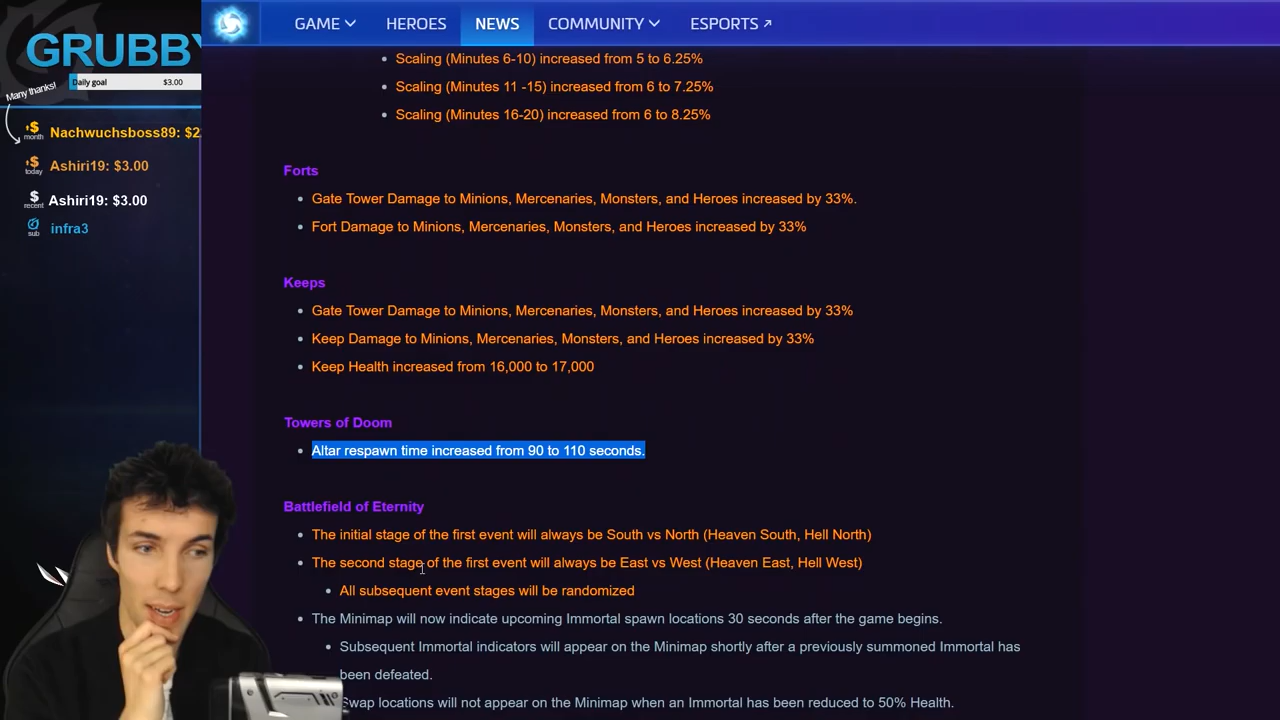 GAME
HEROES
NEWS
COMMUNITY
ESPORTS
GRUBBY
Daily goal $3.00
Many thanks!
+$ month Nachwuchsboss89: $2
+$ today Ashiri19: $3.00
$ recent Ashiri19: $3.00
sub infra3
Scaling (Minutes 6-10) increased from 5 to 6.25%
Scaling (Minutes 11 -15) increased from 6 to 7.25%
Scaling (Minutes 16-20) increased from 6 to 8.25%
Forts
Gate Tower Damage to Minions, Mercenaries, Monsters, and Heroes increased by 33%.
Fort Damage to Minions, Mercenaries, Monsters, and Heroes increased by 33%
Keeps
Gate Tower Damage to Minions, Mercenaries, Monsters, and Heroes increased by 33%
Keep Damage to Minions, Mercenaries, Monsters, and Heroes increased by 33%
Keep Health increased from 16,000 to 17,000
Towers of Doom
Altar respawn time increased from 90 to 110 seconds.
Battlefield of Eternity
The initial stage of the first event will always be South vs North (Heaven South, Hell North)
The second stage of the first event will always be East vs West (Heaven East, Hell West)
All subsequent event stages will be randomized
The Minimap will now indicate upcoming Immortal spawn locations 30 seconds after the game begins.
Subsequent Immortal indicators will appear on the Minimap shortly after a previously summoned Immortal has
been defeated.
Swap locations will not appear on the Minimap when an Immortal has been reduced to 50% Health.